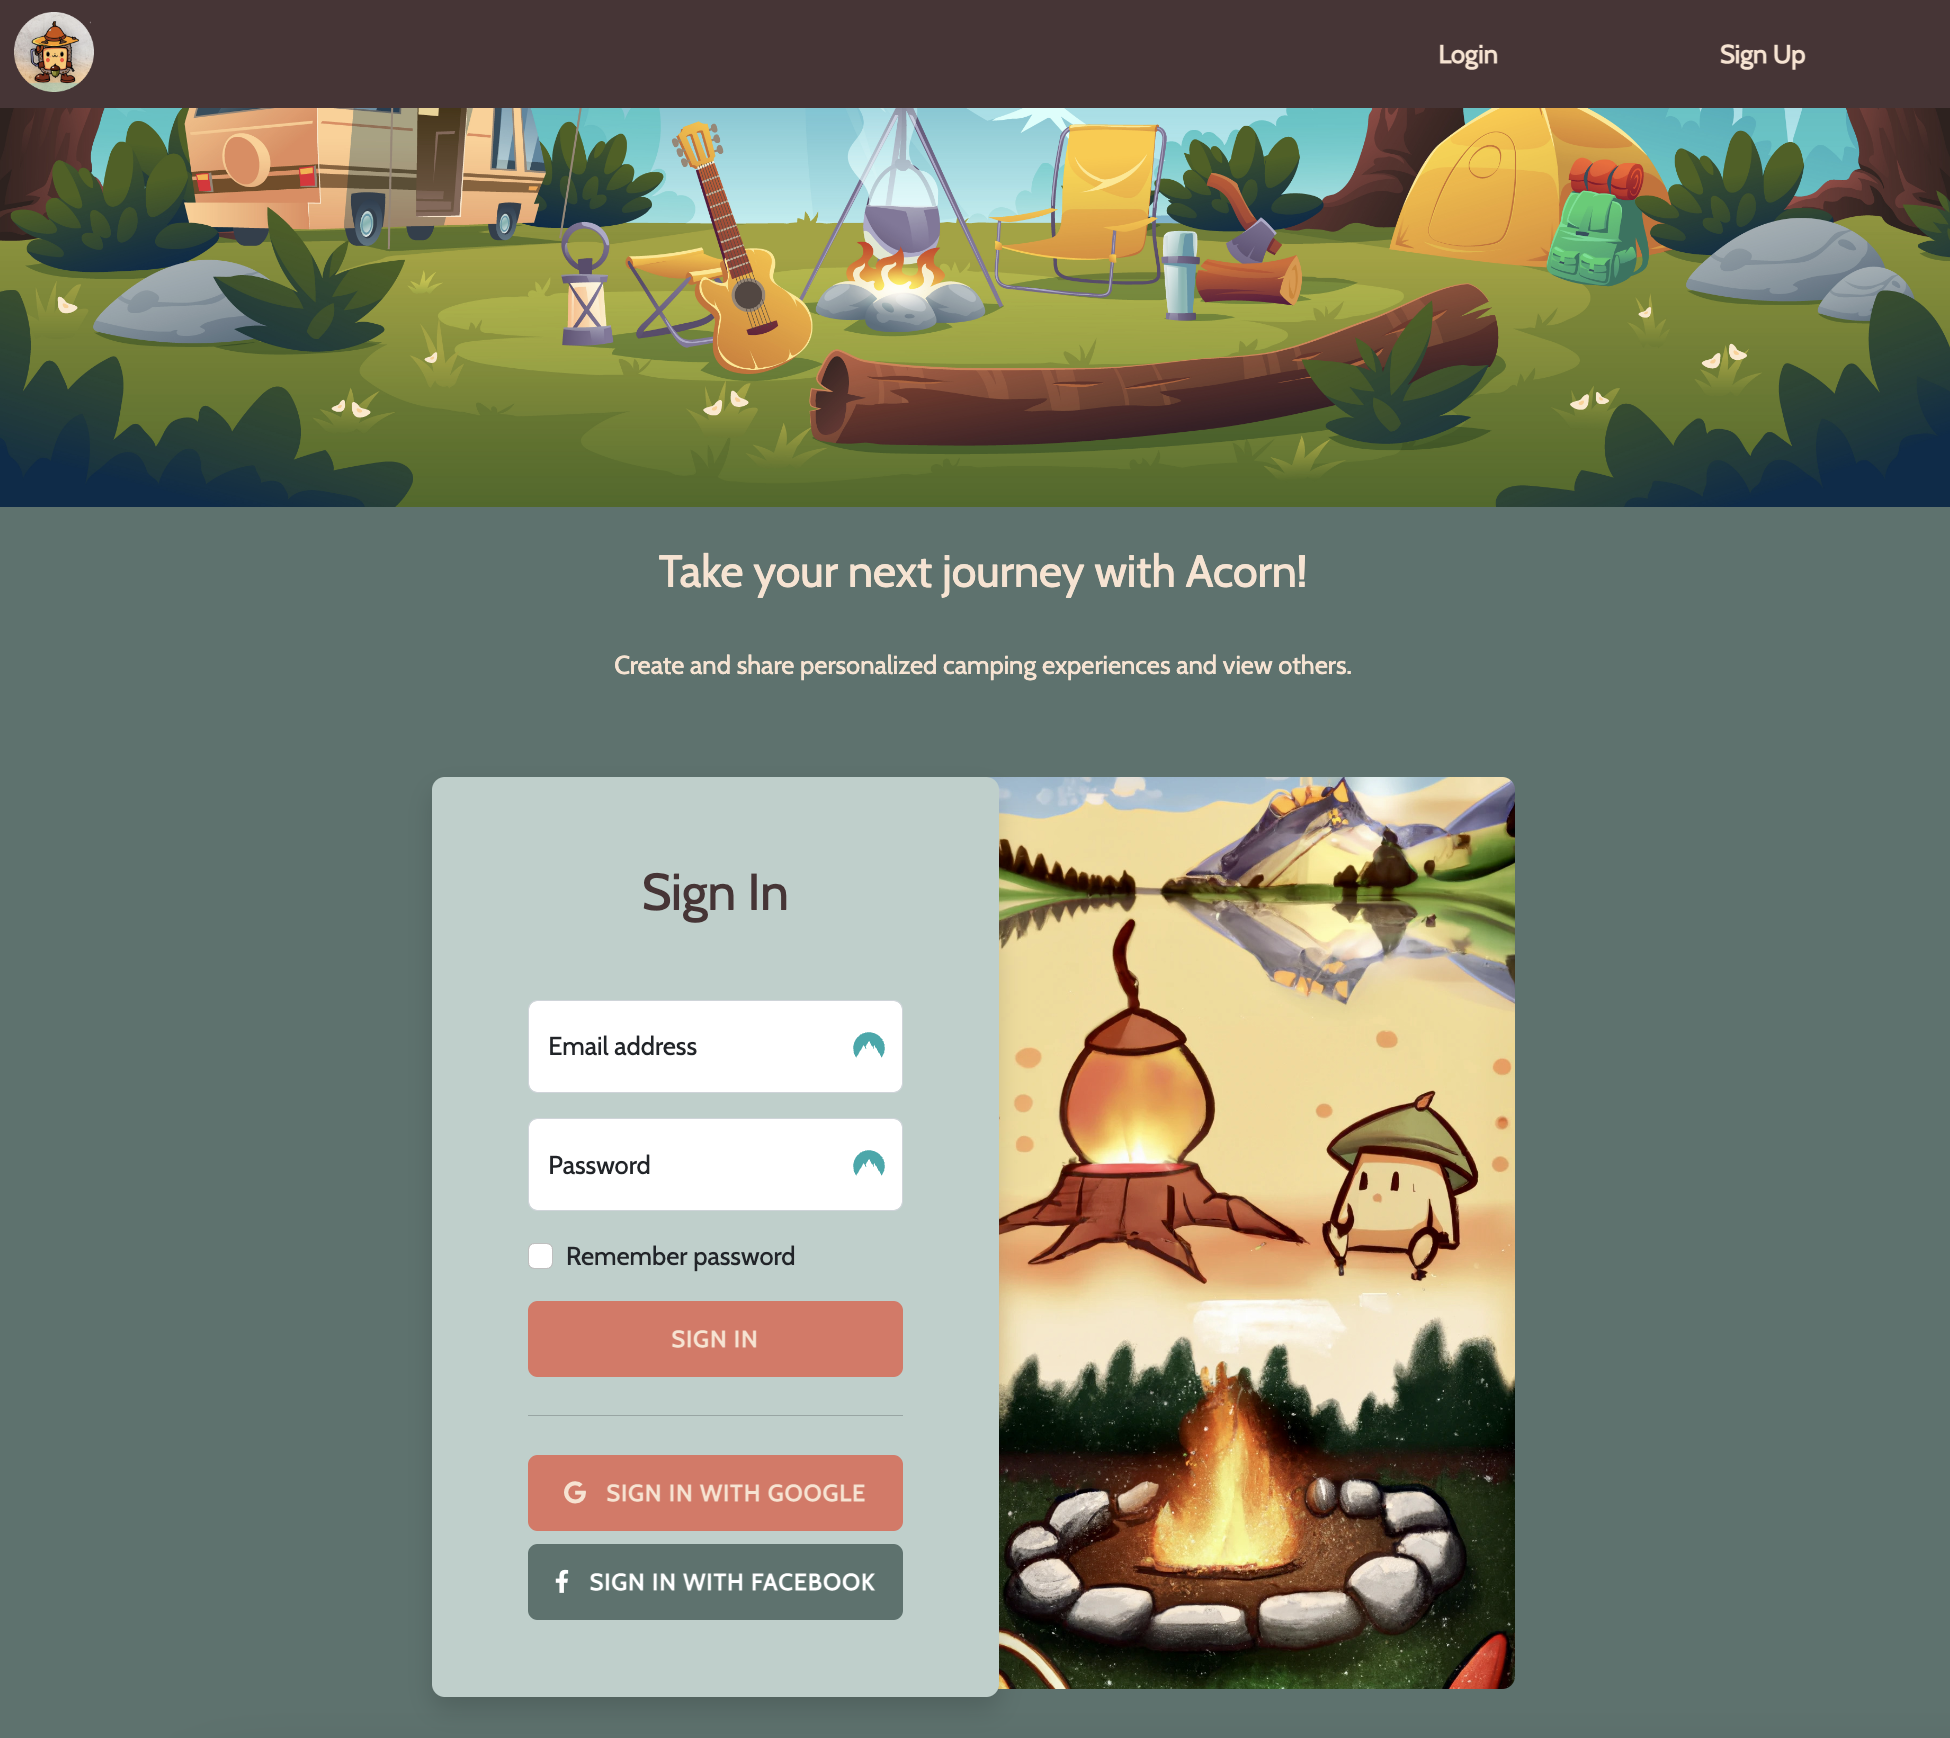 Login
Sign Up
Take your next journey with Acorn!
Create and share personalized camping experiences and view others.
Sign In
Email address
Password
Remember password
SIGN IN
SIGN IN WITH GOOGLE
SIGN IN WITH FACEBOOK